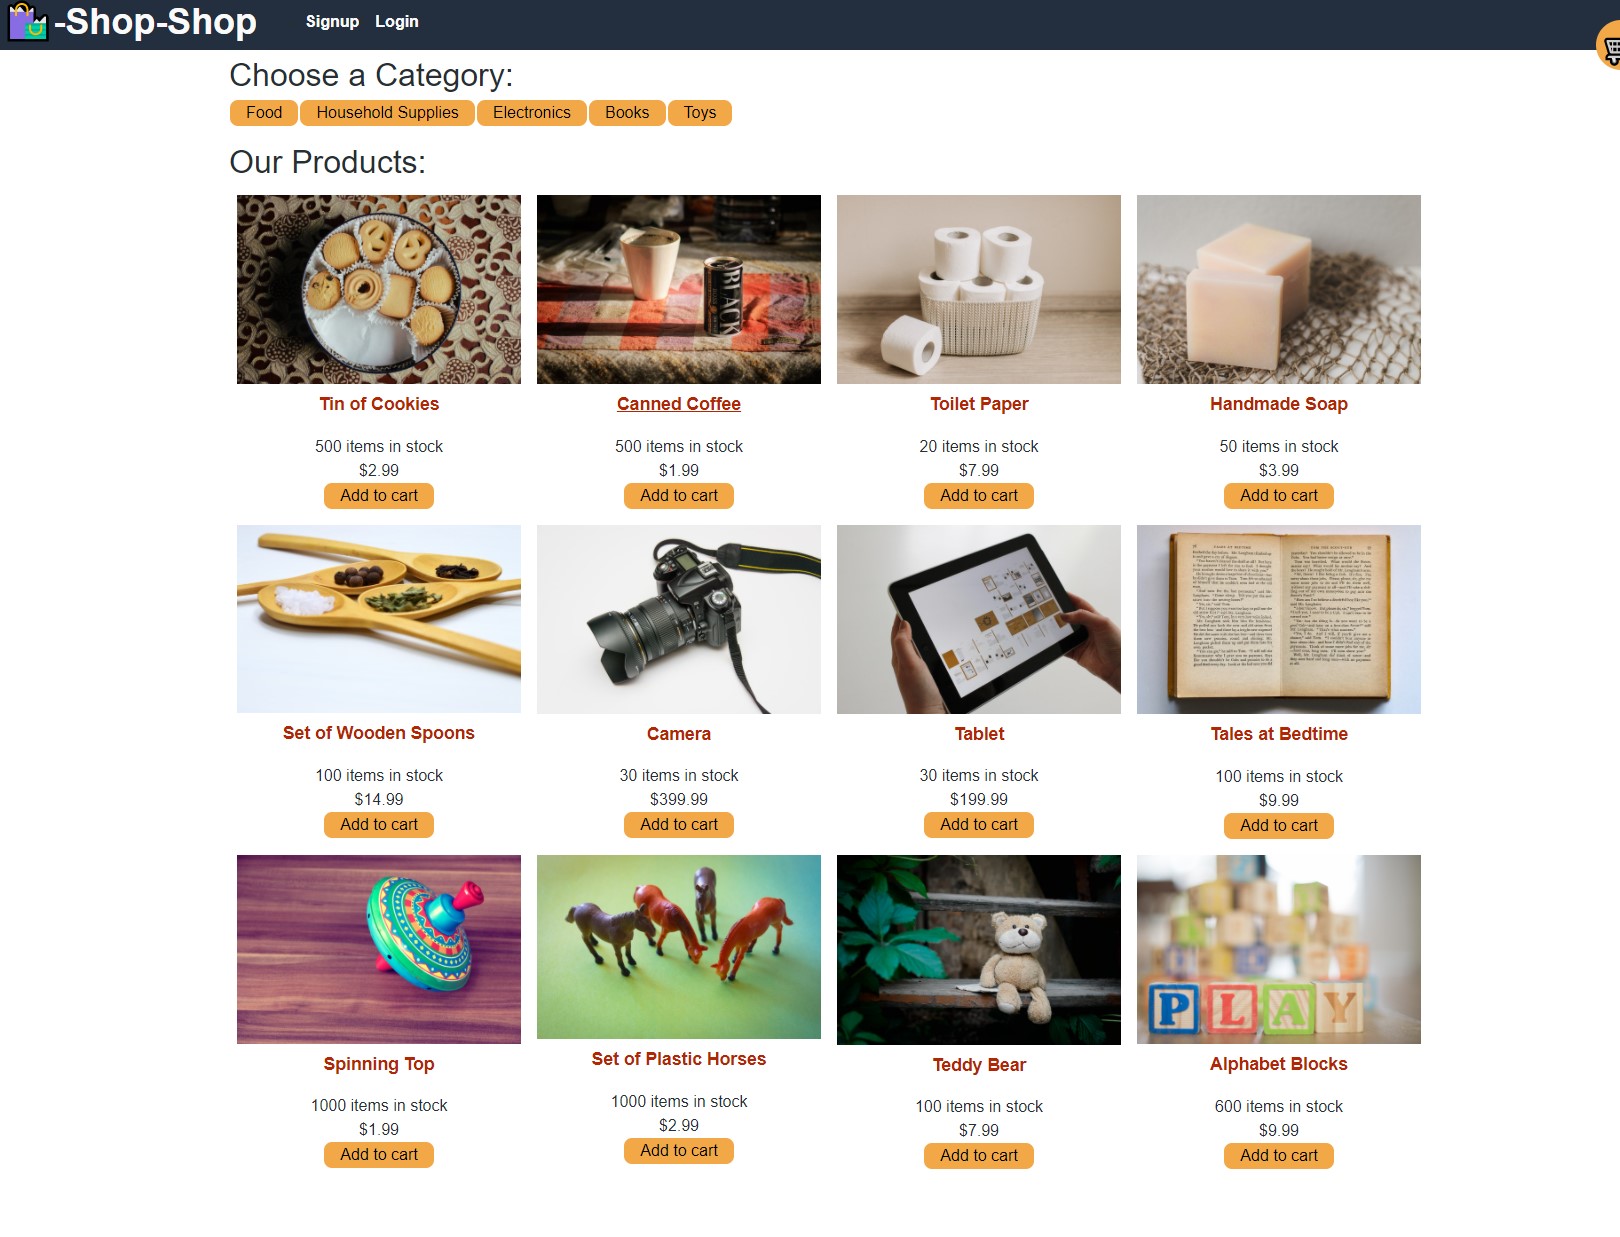 -Shop-Shop
Signup Login
Choose a Category:
Food Household Supplies Electronics Books Toys
Our Products:
BLACK
Tin of Cookies
500 items in stock
$2.99
Add to cart
Canned Coffee
500 items in stock
$1.99
Add to cart
Toilet Paper
20 items in stock
$7.99
Add to cart
Handmade Soap
50 items in stock
$3.99
Add to cart
Set of Wooden Spoons
100 items in stock
$14.99
Add to cart
Camera
30 items in stock
$399.99
Add to cart
Tablet
30 items in stock
$199.99
Add to cart
Tales at Bedtime
100 items in stock
$9.99
Add to cart
Spinning Top
1000 items in stock
$1.99
Add to cart
Set of Plastic Horses
1000 items in stock
$2.99
Add to cart
Teddy Bear
100 items in stock
$7.99
Add to cart
PLAY
Alphabet Blocks
600 items in stock
$9.99
Add to cart